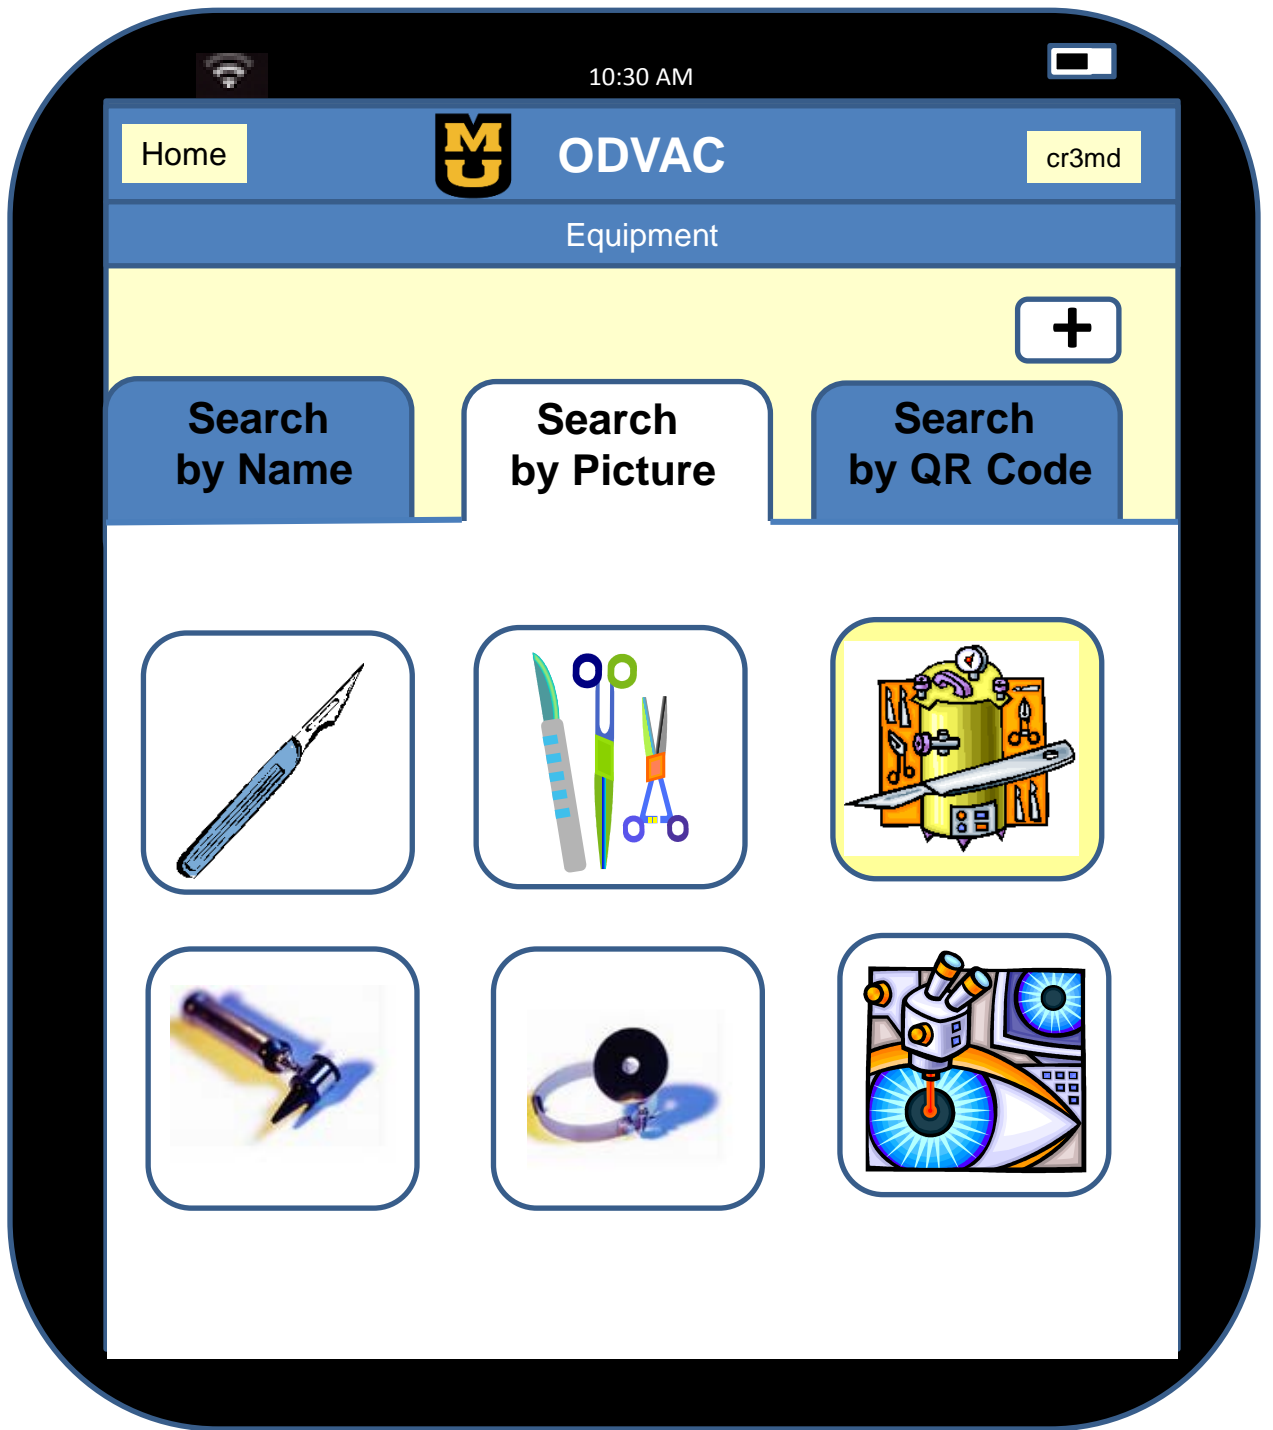 10:30 AM
Home
MU
ODVAC
cr3md
Equipment
+
Search
by Name
Search
by Picture
Search
by QR Code